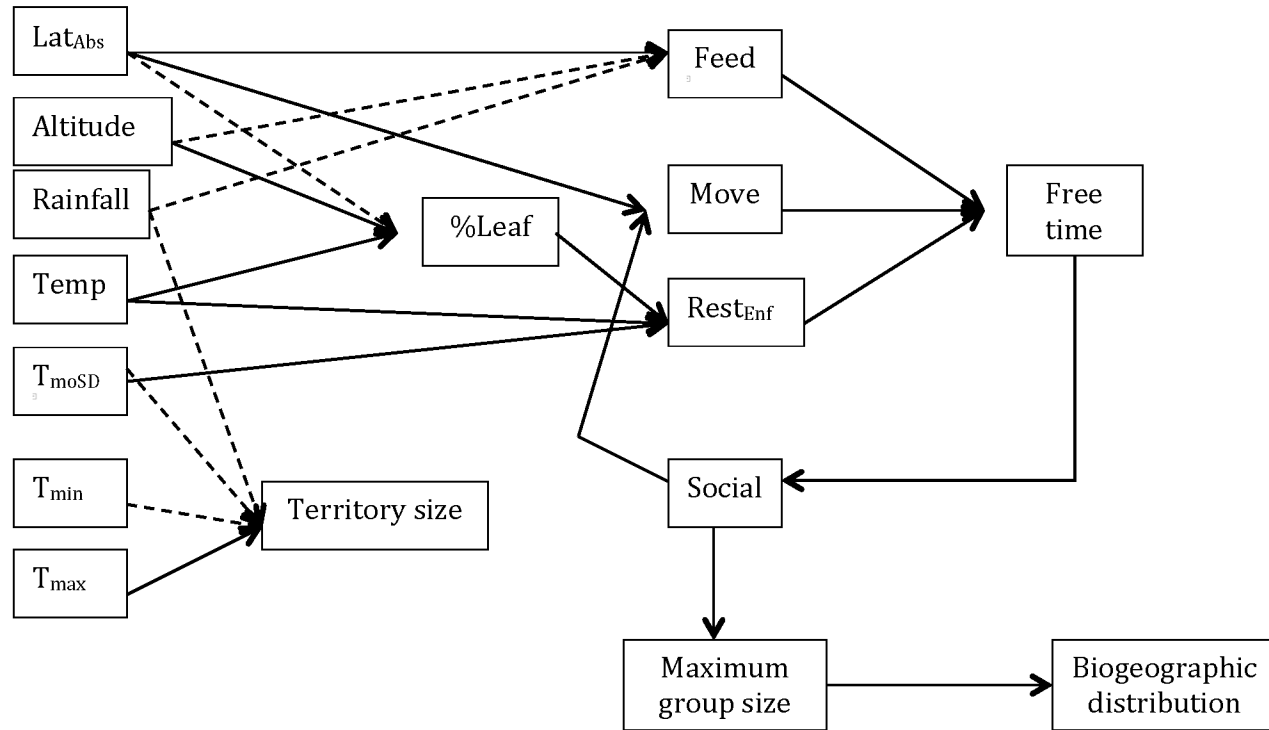 LatAbs
Altitude
Rainfall
Temp
TmoSD
Tmin
Tmax
%Leaf
Territory size
Feed
Move
RestEnf
Social
Free
time
Maximum
group size
Biogeographic
distribution